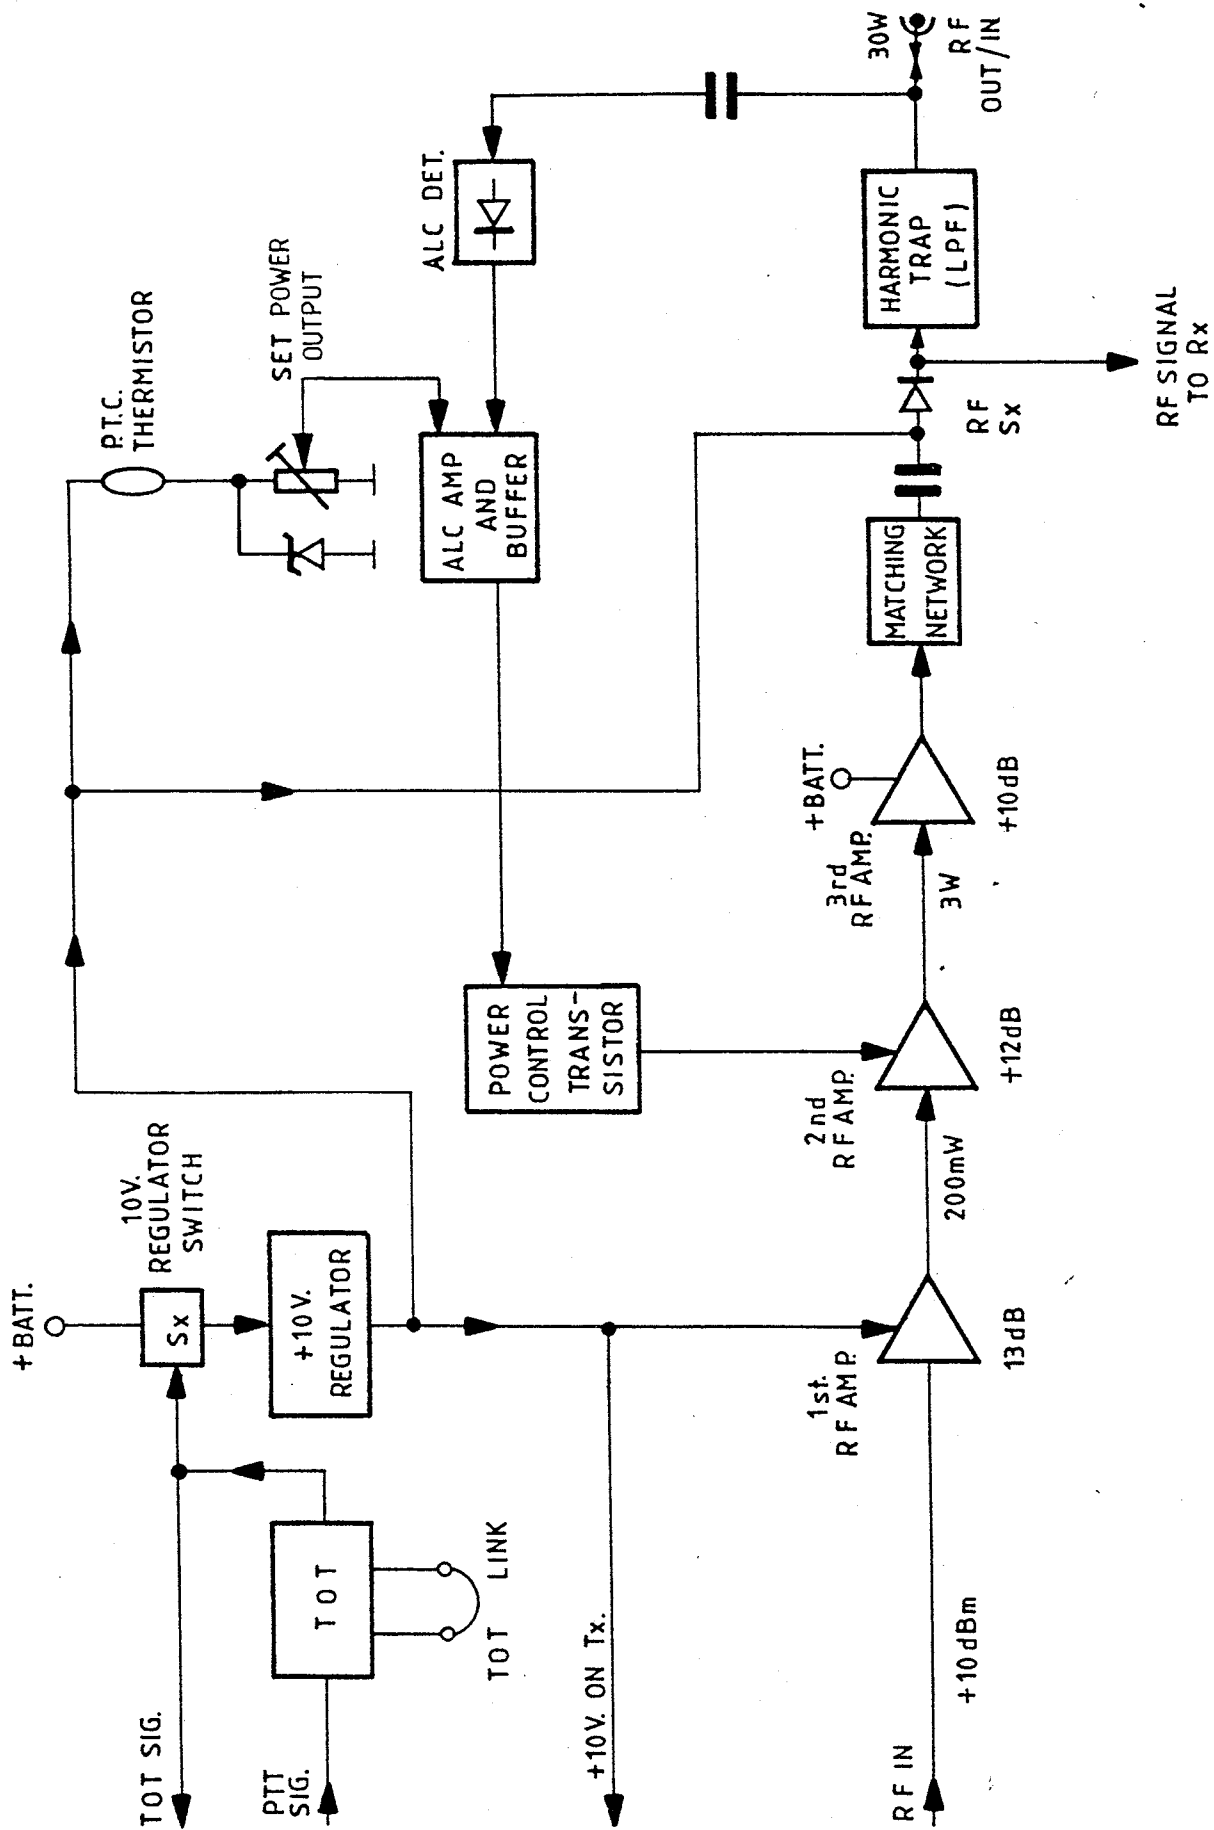 TOT SIG.
PTT
SIG.
TOT
TOT LINK
+BATT.
Sx
10V.
REGULATOR
SWITCH
+10V.
REGULATOR
+10V. ON Tx.
RF IN
+10dBm
1st.
RF AMP.
13dB
200mW
2nd
RF AMP.
+12dB
POWER
CONTROL
TRANS-
SISTOR
3W
3rd
RF AMP.
+BATT.
+10dB
MATCHING
NETWORK
RF
Sx
RF SIGNAL
TO Rx
HARMONIC
TRAP
(LPF)
30W
RF
OUT/IN
ALC DET.
ALC AMP
AND
BUFFER
SET POWER
OUTPUT
P.T.C.
THERMISTOR